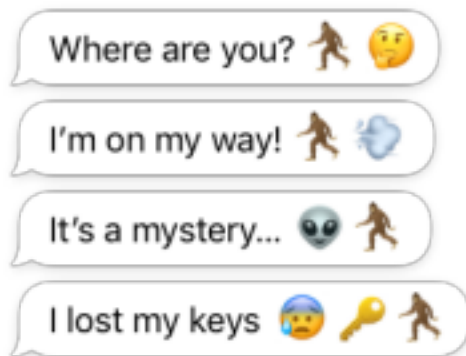 Where are you? 🫈 🤔
I'm on my way! 🫈 💨
It's a mystery... 👽 🫈
I lost my keys 😰 🔑 🫈